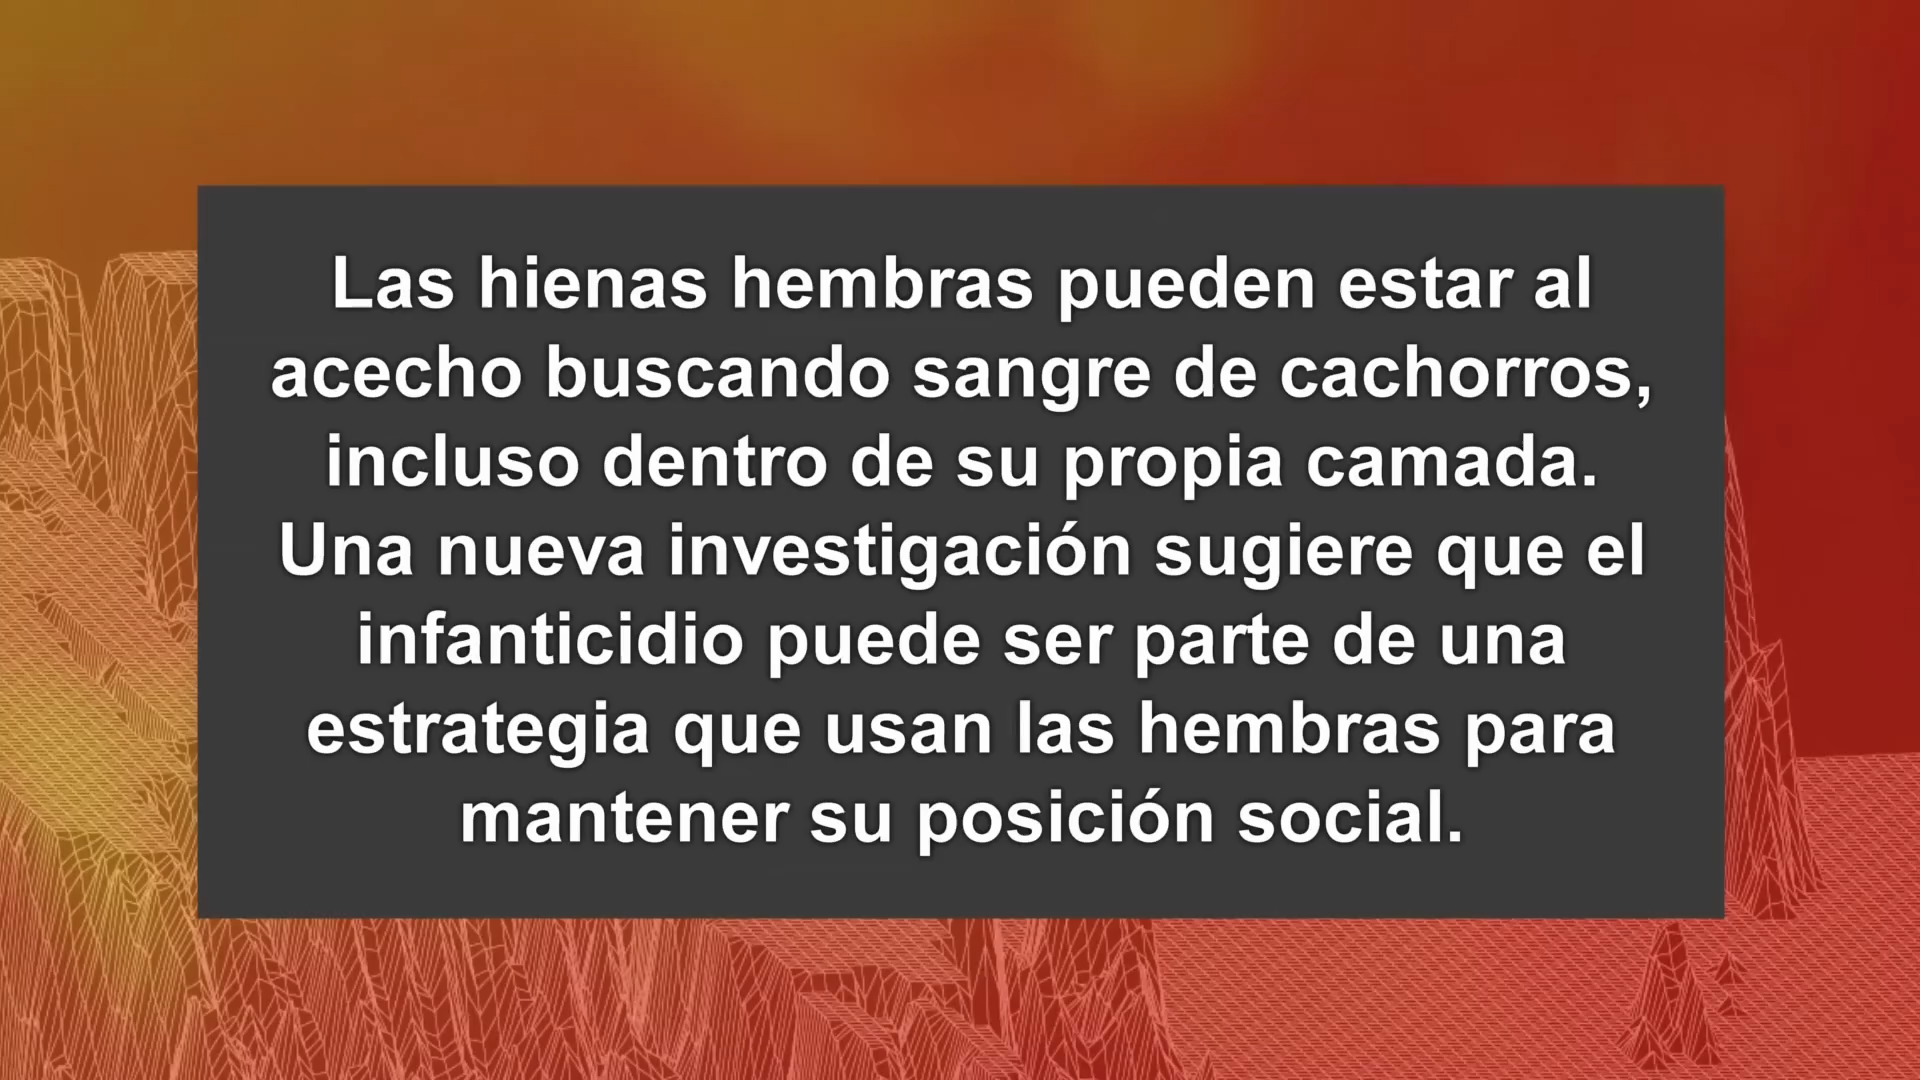 Las hienas hembras pueden estar al
acecho buscando sangre de cachorros,
incluso dentro de su propia camada.
Una nueva investigación sugiere que el
infanticidio puede ser parte de una
estrategia que usan las hembras para
mantener su posición social.